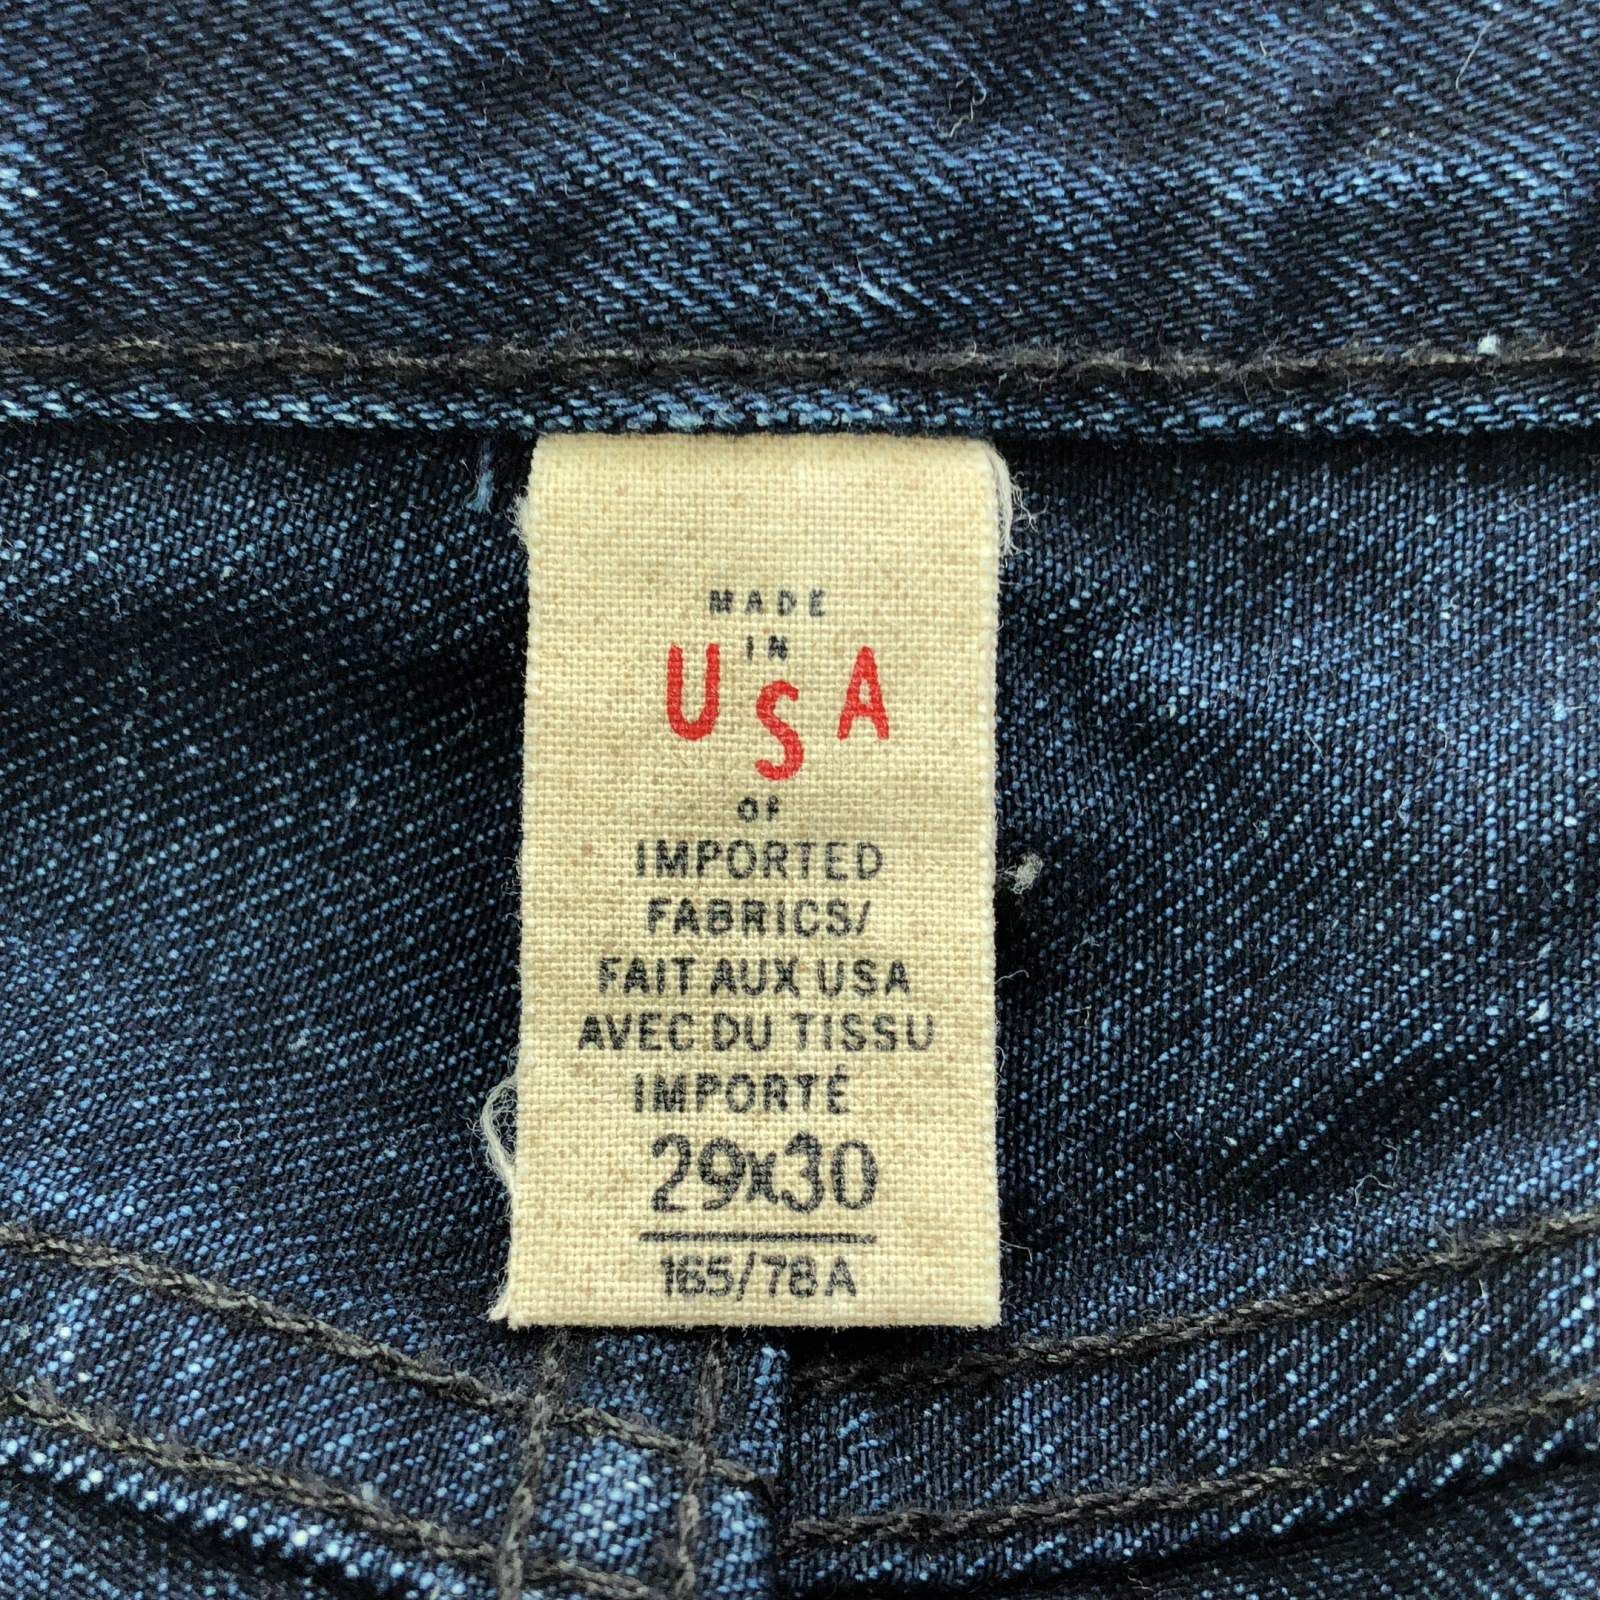 MADE
IN
USA
OF
IMPORTED
FABRICS/
FAIT AUX USA
AVEC DU TISSU
IMPORTÉ
29x30
165/78A